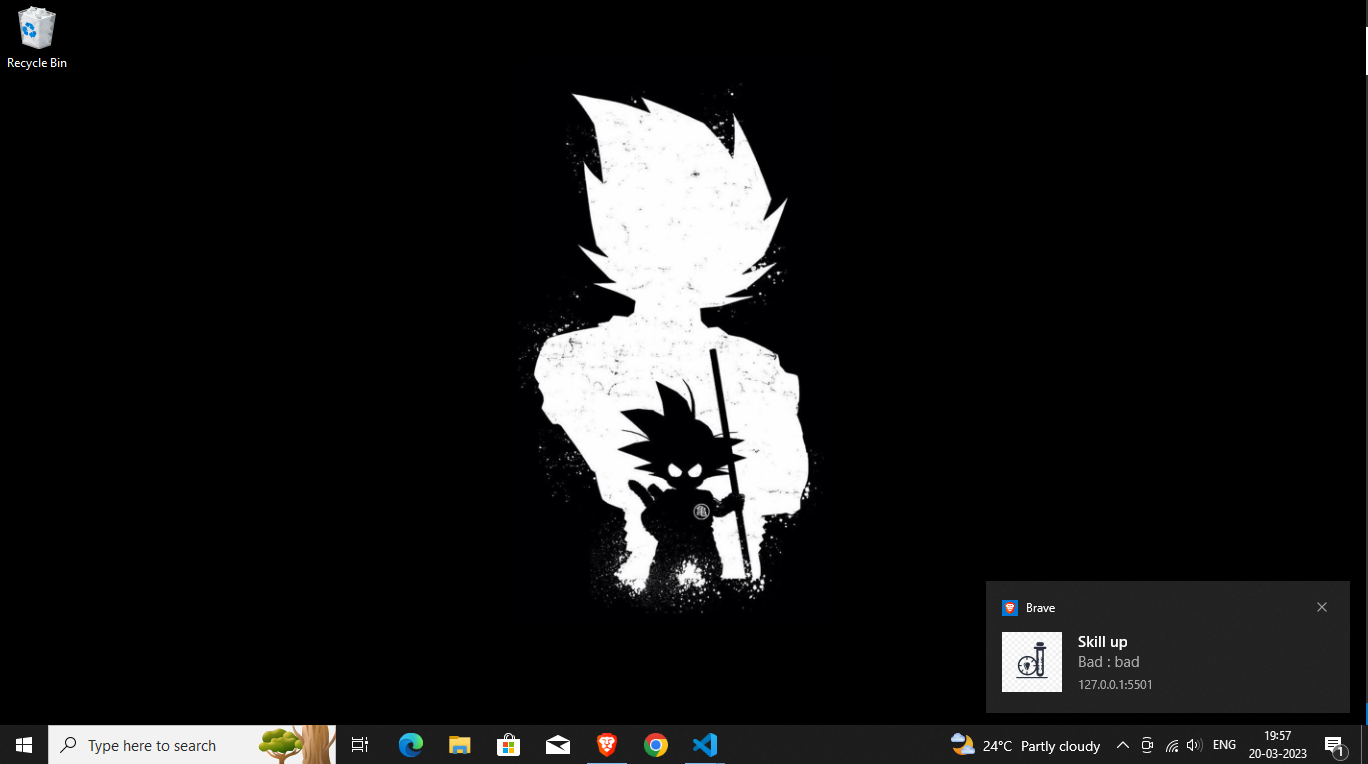 Recycle Bin
亀
Brave
Skill up
Bad : bad
127.0.0.1:5501
Type here to search
24°C Partly cloudy
ENG
19:57
20-03-2023
1